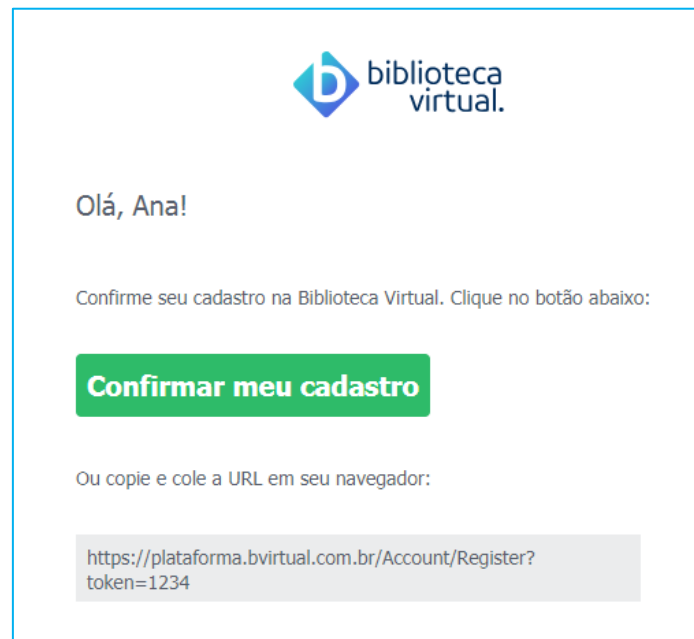 biblioteca
virtual.
Olá, Ana!
Confirme seu cadastro na Biblioteca Virtual. Clique no botão abaixo:
Confirmar meu cadastro
Ou copie e cole a URL em seu navegador:
https://plataforma.bvirtual.com.br/Account/Register?
token=1234